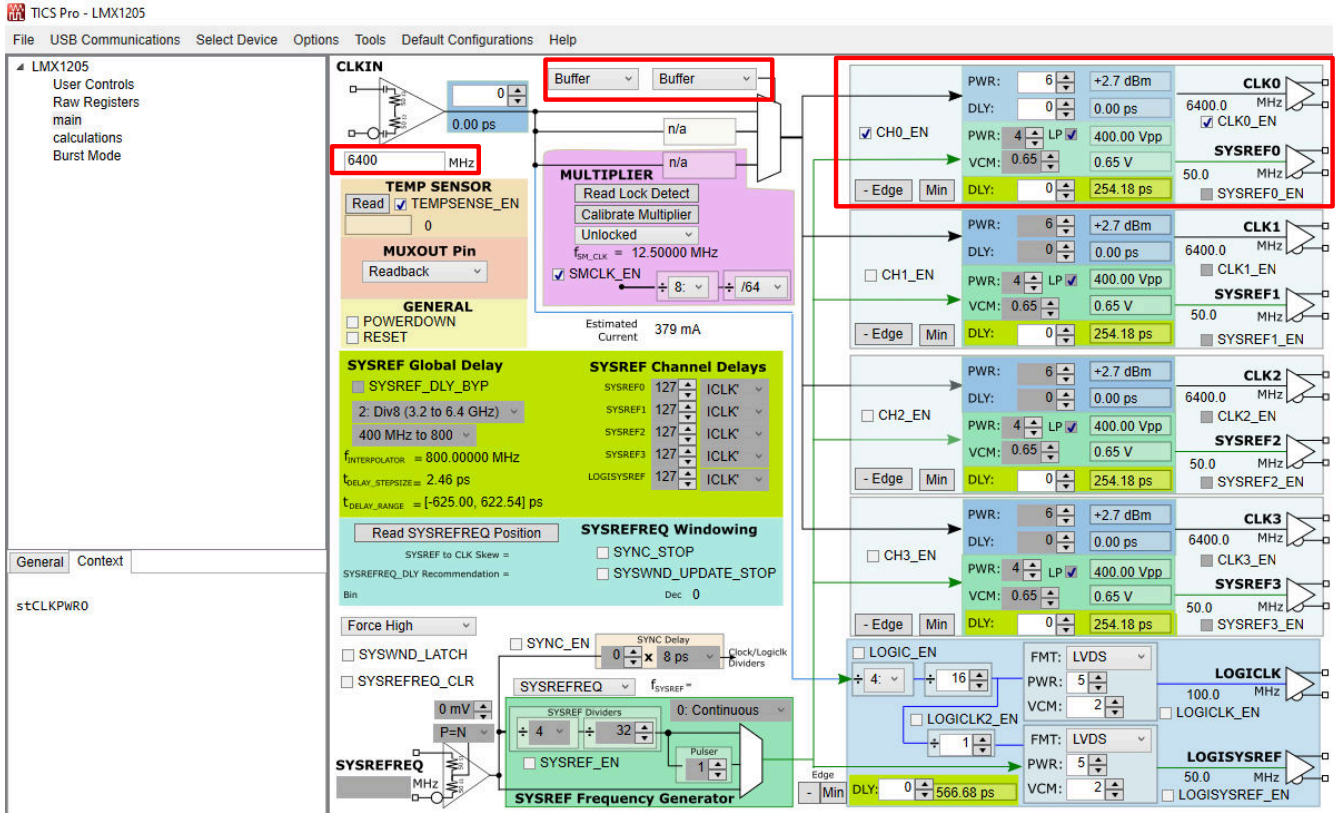 TICS Pro - LMX1205
File USB Communications Select Device Options Tools Default Configurations Help
LMX1205
User Controls
Raw Registers
main
calculations
Burst Mode
General Context
stCLKPWR0
CLKIN
0
0.00 ps
6400 MHz
Buffer Buffer
n/a
n/a
TEMP SENSOR
Read TEMPSENSE_EN
0
MUXOUT Pin
Readback
GENERAL
POWERDOWN
RESET
MULTIPLIER
Read Lock Detect
Calibrate Multiplier
Unlocked
fSM_CLK = 12.50000 MHz
SMCLK_EN
÷ 8: ÷ /64
Estimated Current 379 mA
SYSREF Global Delay
SYSREF_DLY_BYP
2: Div8 (3.2 to 6.4 GHz)
400 MHz to 800
fINTERPOLATOR = 800.00000 MHz
tDELAY_STEPSIZE = 2.46 ps
tDELAY_RANGE = [-625.00, 622.54] ps
SYSREF Channel Delays
SYSREF0 127 ICLK'
SYSREF1 127 ICLK'
SYSREF2 127 ICLK'
SYSREF3 127 ICLK'
LOGISYSREF 127 ICLK'
Read SYSREFREQ Position
SYSREF to CLK Skew =
SYSREFREQ_DLY Recommendation =
Bin Dec 0
SYSREFREQ Windowing
SYNC_STOP
SYSWND_UPDATE_STOP
Force High
SYSWND_LATCH
SYSREFREQ_CLR
SYNC_EN
SYNC Delay
0 x 8 ps
Clock/Logiclk Dividers
SYSREFREQ fSYSREF =
0 mV
P=N
SYSREFREQ
MHz
SYSREF Dividers
÷ 4 ÷ 32
0: Continuous
SYSREF_EN
Pulser
1
SYSREF Frequency Generator
CH0_EN
- Edge Min
PWR: 6 +2.7 dBm
DLY: 0 0.00 ps
PWR: 4 LP 400.00 Vpp
VCM: 0.65 0.65 V
DLY: 0 254.18 ps
CLK0
6400.0 MHz
CLK0_EN
SYSREF0
50.0 MHz
SYSREF0_EN
CH1_EN
- Edge Min
PWR: 6 +2.7 dBm
DLY: 0 0.00 ps
PWR: 4 LP 400.00 Vpp
VCM: 0.65 0.65 V
DLY: 0 254.18 ps
CLK1
6400.0 MHz
CLK1_EN
SYSREF1
50.0 MHz
SYSREF1_EN
CH2_EN
- Edge Min
PWR: 6 +2.7 dBm
DLY: 0 0.00 ps
PWR: 4 LP 400.00 Vpp
VCM: 0.65 0.65 V
DLY: 0 254.18 ps
CLK2
6400.0 MHz
CLK2_EN
SYSREF2
50.0 MHz
SYSREF2_EN
CH3_EN
- Edge Min
PWR: 6 +2.7 dBm
DLY: 0 0.00 ps
PWR: 4 LP 400.00 Vpp
VCM: 0.65 0.65 V
DLY: 0 254.18 ps
CLK3
6400.0 MHz
CLK3_EN
SYSREF3
50.0 MHz
SYSREF3_EN
LOGIC_EN
÷ 4: ÷ 16
LOGICLK2_EN
÷ 1
FMT: LVDS
PWR: 5
VCM: 2
LOGICLK
100.0 MHz
LOGICLK_EN
FMT: LVDS
PWR: 5
VCM: 2
LOGISYSREF
50.0 MHz
LOGISYSREF_EN
Edge
- Min DLY: 0 566.68 ps